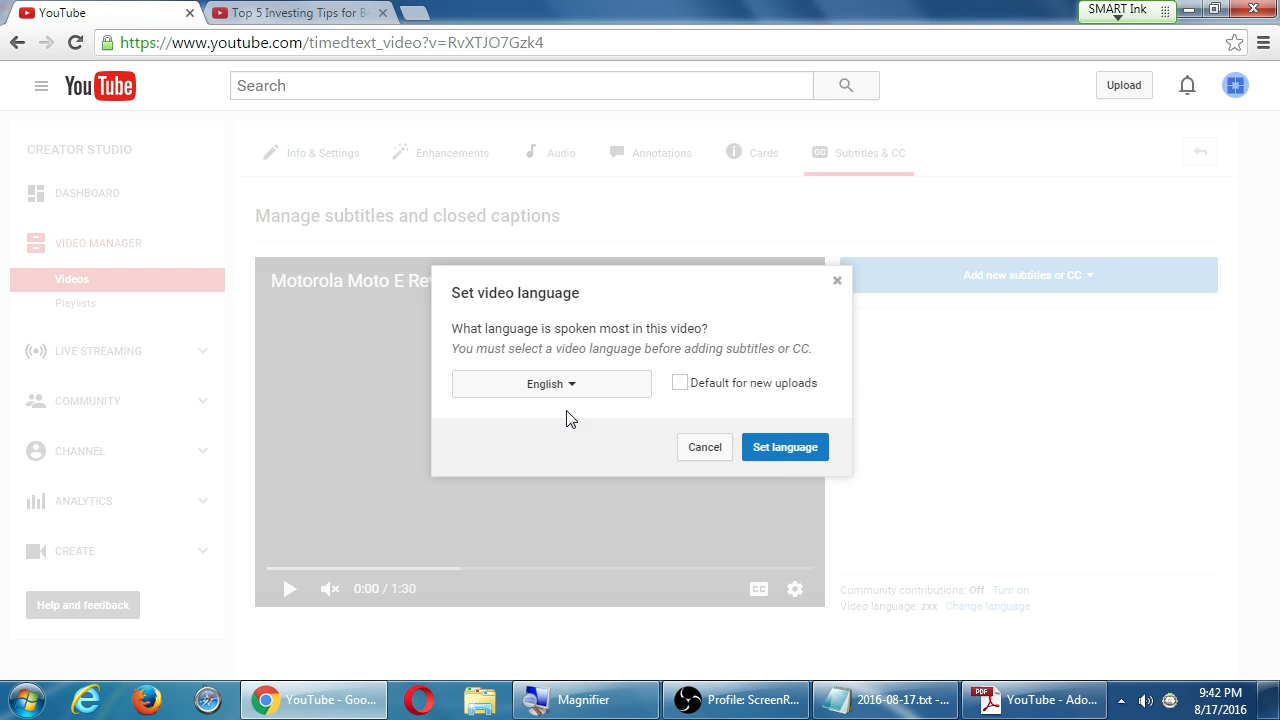 YouTube
Top 5 Investing Tips for Be
SMART Ink
https://www.youtube.com/timedtext_video?v=RvXTJO7Gzk4
YouTube
Search
Upload
CREATOR STUDIO
Info & Settings
Enhancements
Audio
Annotations
Cards
CC
Subtitles & CC
DASHBOARD
Manage subtitles and closed captions
VIDEO MANAGER
Videos
Playlists
LIVE STREAMING
COMMUNITY
CHANNEL
ANALYTICS
CREATE
Help and feedback
Motorola Moto E Re
Add new subtitles or CC
Set video language
What language is spoken most in this video?
You must select a video language before adding subtitles or CC.
English
Default for new uploads
Cancel
Set language
0:00 / 1:30
CC
Community contributions: Off Turn on
Video language: zxx Change language
YouTube - Goo...
Magnifier
Profile: ScreenR...
2016-08-17.txt -...
PDF
YouTube - Ado...
9:42 PM
8/17/2016